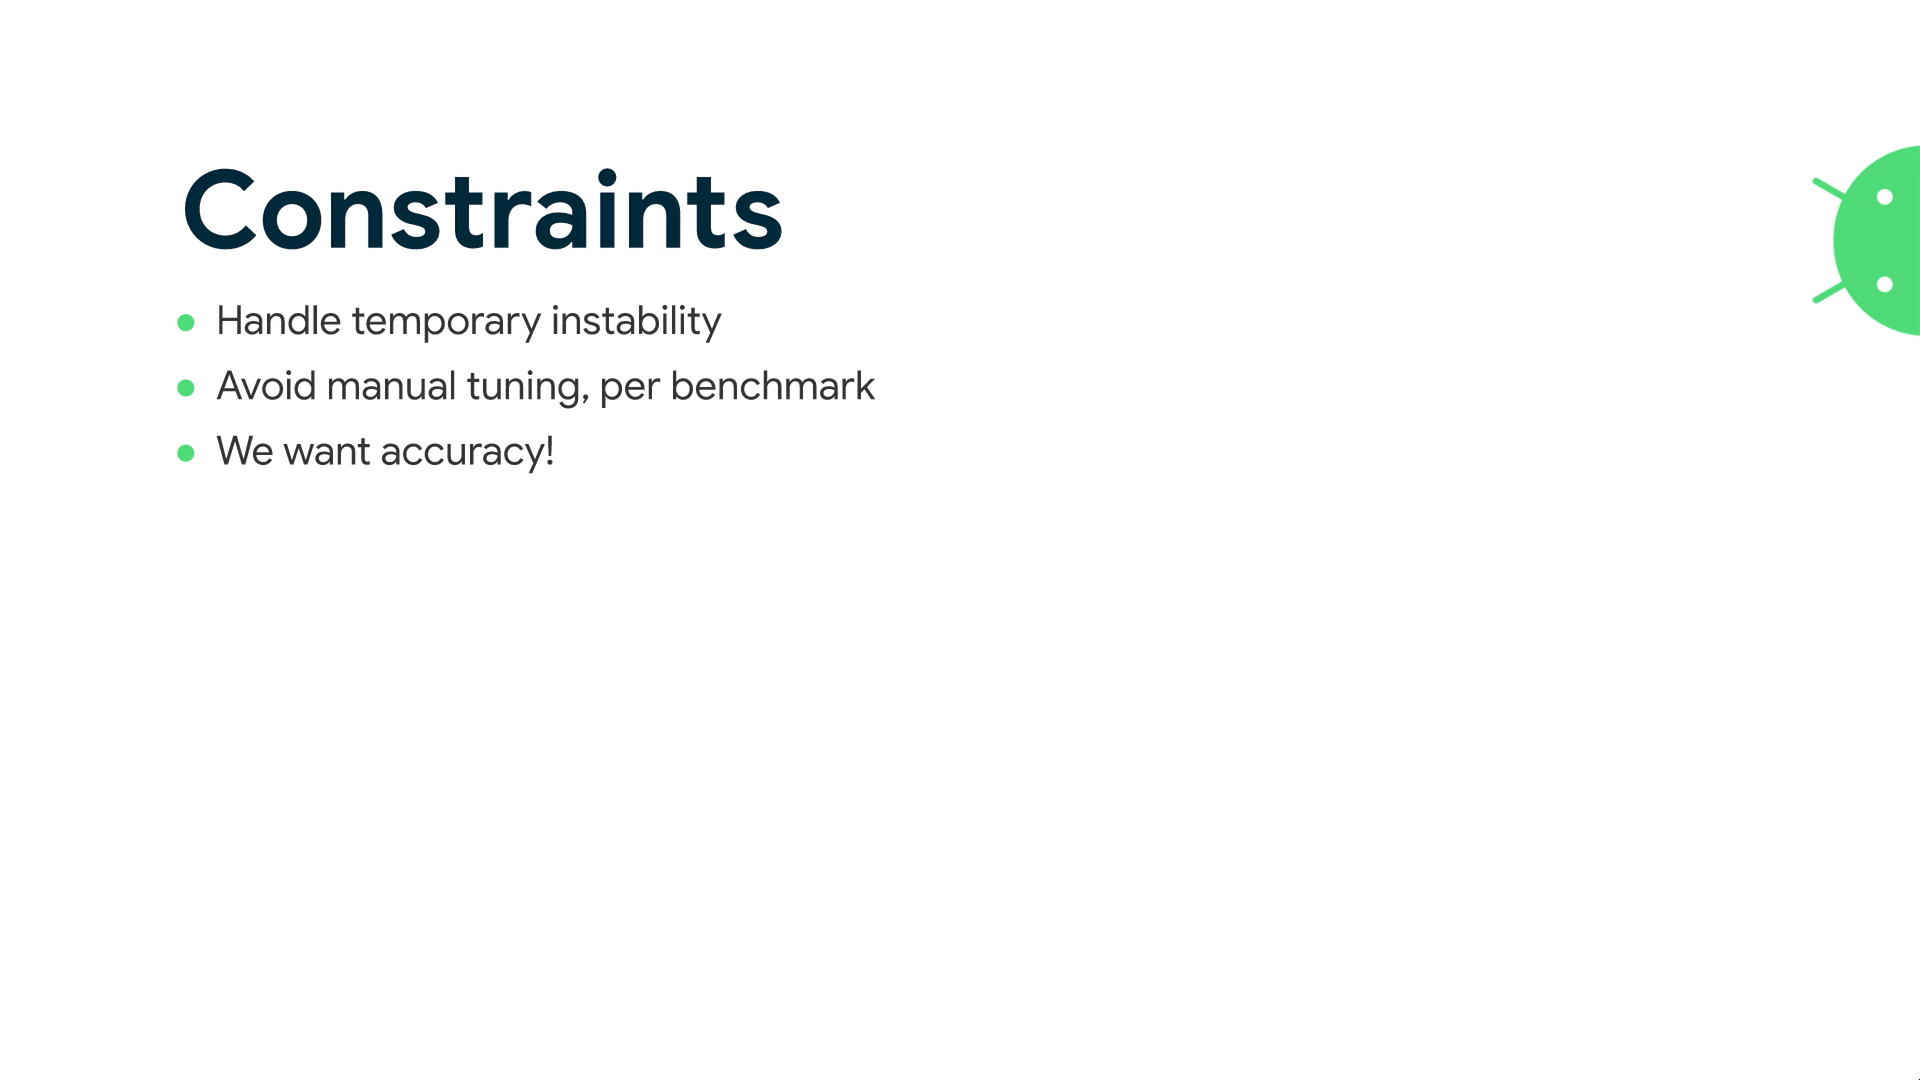 Constraints
Handle temporary instability
Avoid manual tuning, per benchmark
We want accuracy!